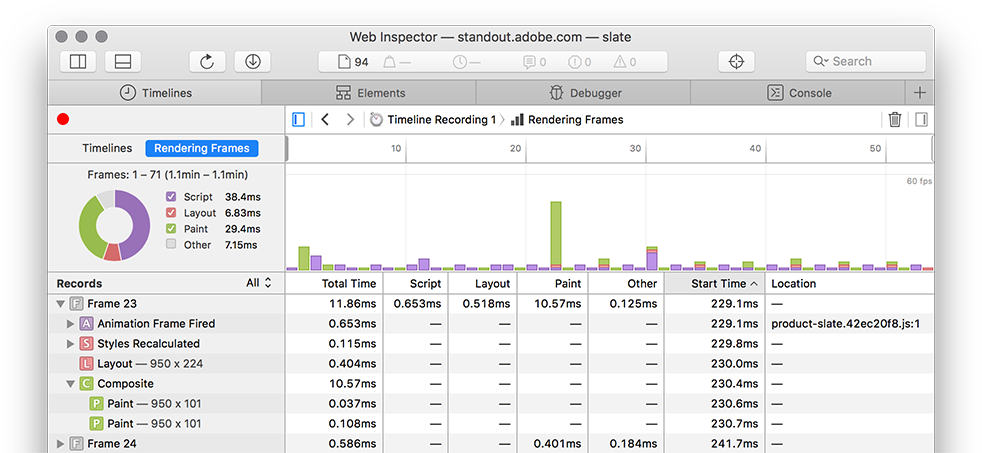 Web Inspector — standout.adobe.com — slate
94 — — 0 0 0 Search
Timelines Elements Debugger Console +
Timeline Recording 1 Rendering Frames
Timelines Rendering Frames 10 20 30 40 50
Frames: 1 – 71 (1.1min – 1.1min)
60 fps
Script 38.4ms
Layout 6.83ms
Paint 29.4ms
Other 7.15ms
Records All Total Time Script Layout Paint Other Start Time Location
F Frame 23 11.86ms 0.653ms 0.518ms 10.57ms 0.125ms 229.1ms —
A Animation Frame Fired 0.653ms — — — — 229.1ms product-slate.42ec20f8.js:1
S Styles Recalculated 0.115ms — — — — 229.8ms —
L Layout — 950 x 224 0.404ms — — — — 230.0ms —
C Composite 10.57ms — — — — 230.4ms —
P Paint — 950 x 101 0.037ms — — — — 230.6ms —
P Paint — 950 x 101 0.108ms — — — — 230.7ms —
F Frame 24 0.586ms — — 0.401ms 0.184ms 241.7ms —